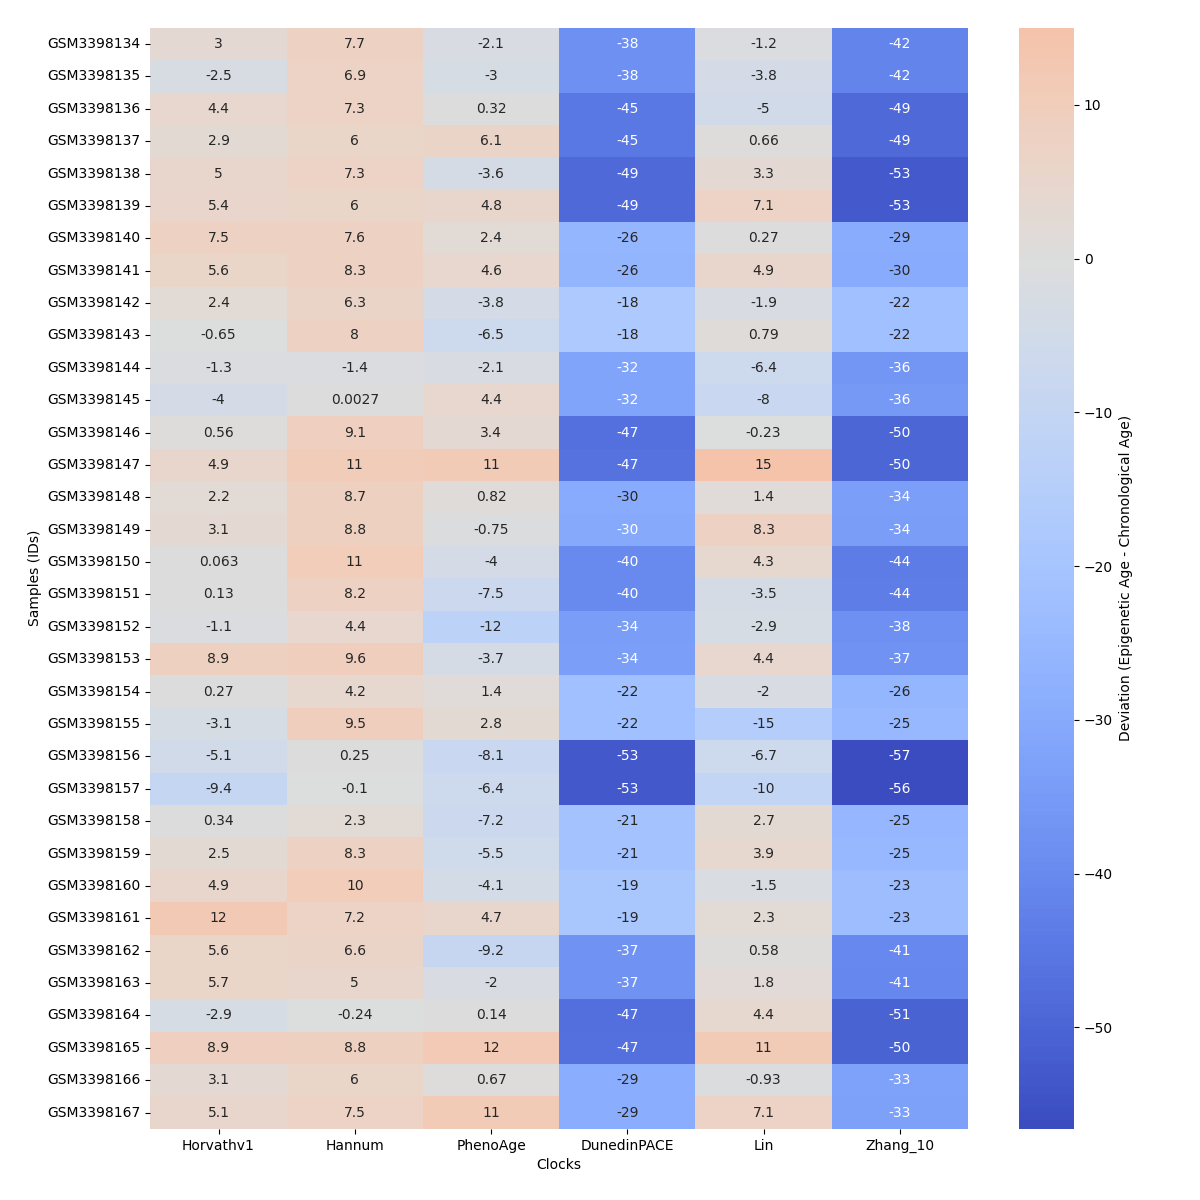 GSM3398134 3 7.7 -2.1 -38 -1.2 -42
GSM3398135 -2.5 6.9 -3 -38 -3.8 -42
GSM3398136 4.4 7.3 0.32 -45 -5 -49
GSM3398137 2.9 6 6.1 -45 0.66 -49
GSM3398138 5 7.3 -3.6 -49 3.3 -53
GSM3398139 5.4 6 4.8 -49 7.1 -53
GSM3398140 7.5 7.6 2.4 -26 0.27 -29
GSM3398141 5.6 8.3 4.6 -26 4.9 -30
GSM3398142 2.4 6.3 -3.8 -18 -1.9 -22
GSM3398143 -0.65 8 -6.5 -18 0.79 -22
GSM3398144 -1.3 -1.4 -2.1 -32 -6.4 -36
GSM3398145 -4 0.0027 4.4 -32 -8 -36
GSM3398146 0.56 9.1 3.4 -47 -0.23 -50
GSM3398147 4.9 11 11 -47 15 -50
GSM3398148 2.2 8.7 0.82 -30 1.4 -34
GSM3398149 3.1 8.8 -0.75 -30 8.3 -34
GSM3398150 0.063 11 -4 -40 4.3 -44
GSM3398151 0.13 8.2 -7.5 -40 -3.5 -44
GSM3398152 -1.1 4.4 -12 -34 -2.9 -38
GSM3398153 8.9 9.6 -3.7 -34 4.4 -37
GSM3398154 0.27 4.2 1.4 -22 -2 -26
GSM3398155 -3.1 9.5 2.8 -22 -15 -25
GSM3398156 -5.1 0.25 -8.1 -53 -6.7 -57
GSM3398157 -9.4 -0.1 -6.4 -53 -10 -56
GSM3398158 0.34 2.3 -7.2 -21 2.7 -25
GSM3398159 2.5 8.3 -5.5 -21 3.9 -25
GSM3398160 4.9 10 -4.1 -19 -1.5 -23
GSM3398161 12 7.2 4.7 -19 2.3 -23
GSM3398162 5.6 6.6 -9.2 -37 0.58 -41
GSM3398163 5.7 5 -2 -37 1.8 -41
GSM3398164 -2.9 -0.24 0.14 -47 4.4 -51
GSM3398165 8.9 8.8 12 -47 11 -50
GSM3398166 3.1 6 0.67 -29 -0.93 -33
GSM3398167 5.1 7.5 11 -29 7.1 -33
Horvathv1 Hannum PhenoAge DunedinPACE Lin Zhang_10
Clocks
Samples (IDs)
10
0
−10
−20
−30
−40
−50
Deviation (Epigenetic Age - Chronological Age)